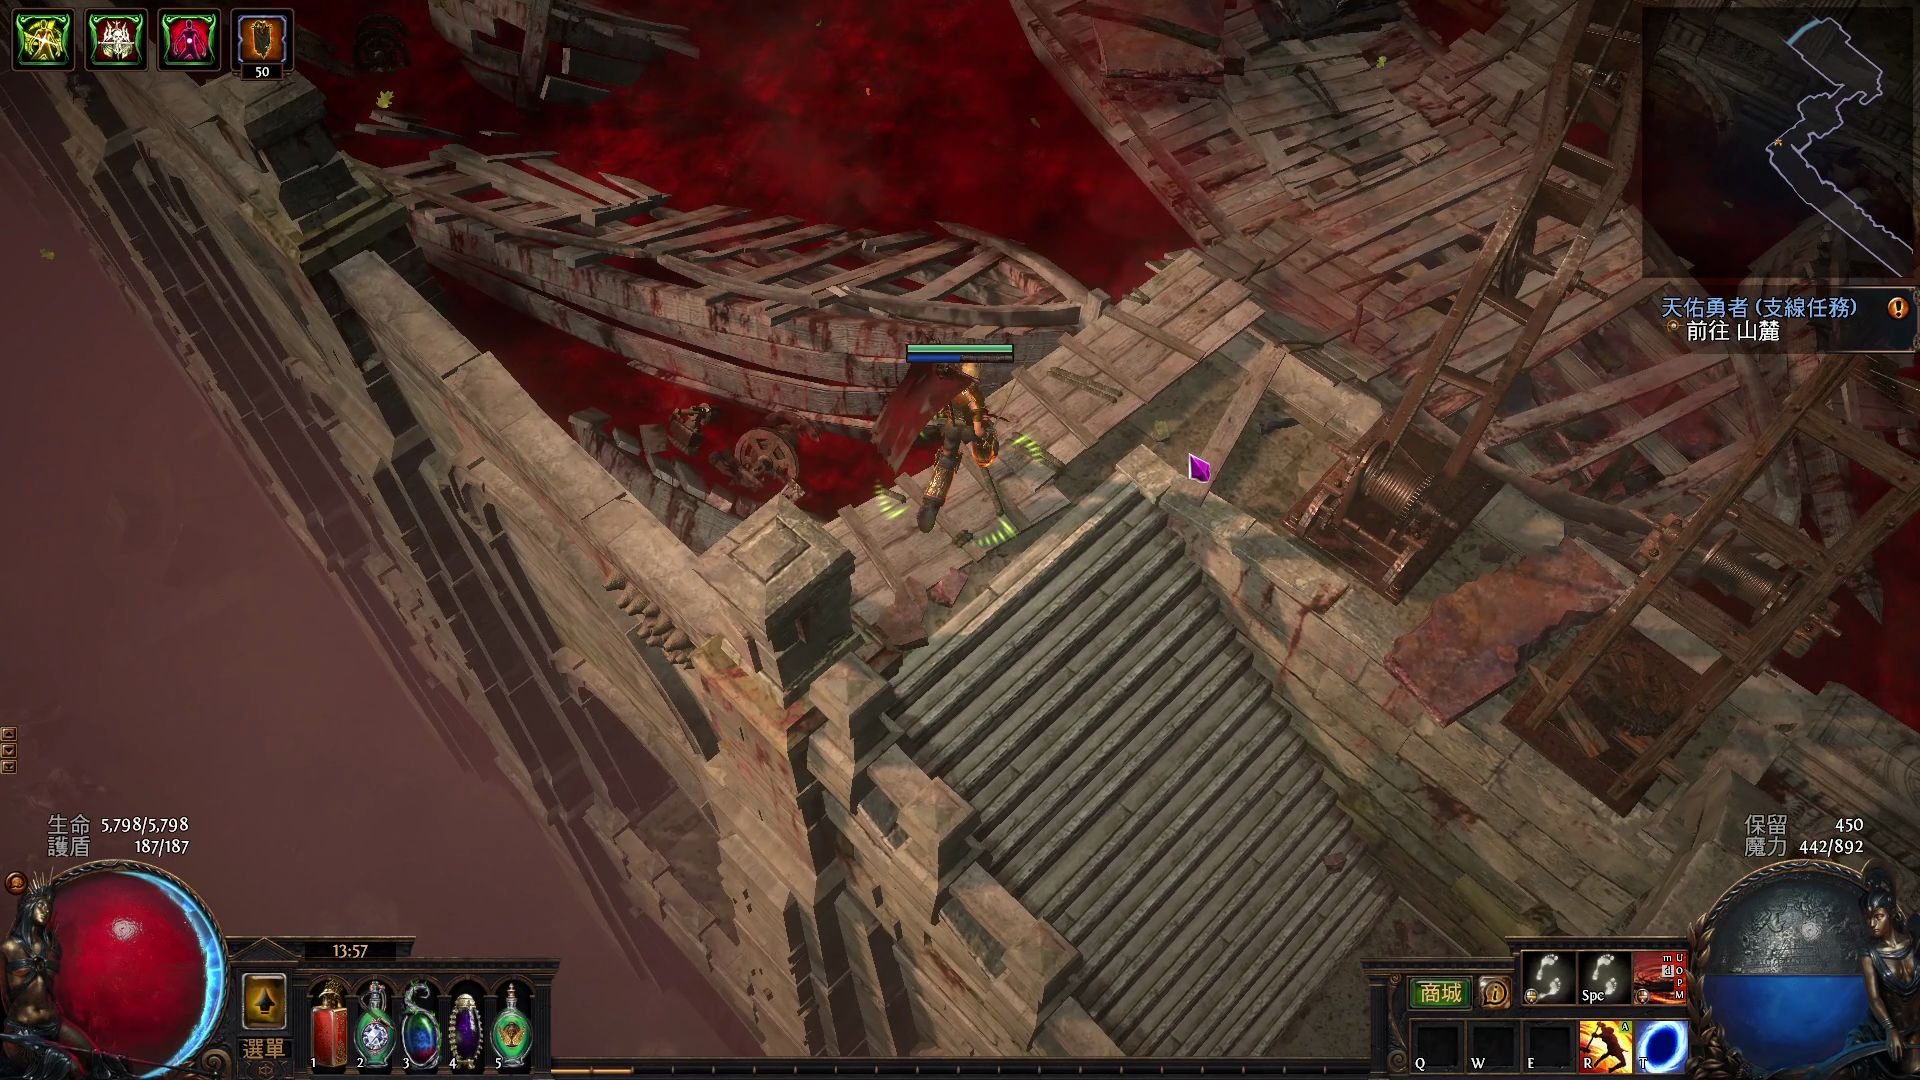 50
天佑勇者 (支線任務)
前往 山麓
生命 5,798/5,798
護盾 187/187
保留 450
魔力 442/892
13:57
選單
1 2 3 4 5
商城
Spc
m U
d O
P
M
Q W E R A T